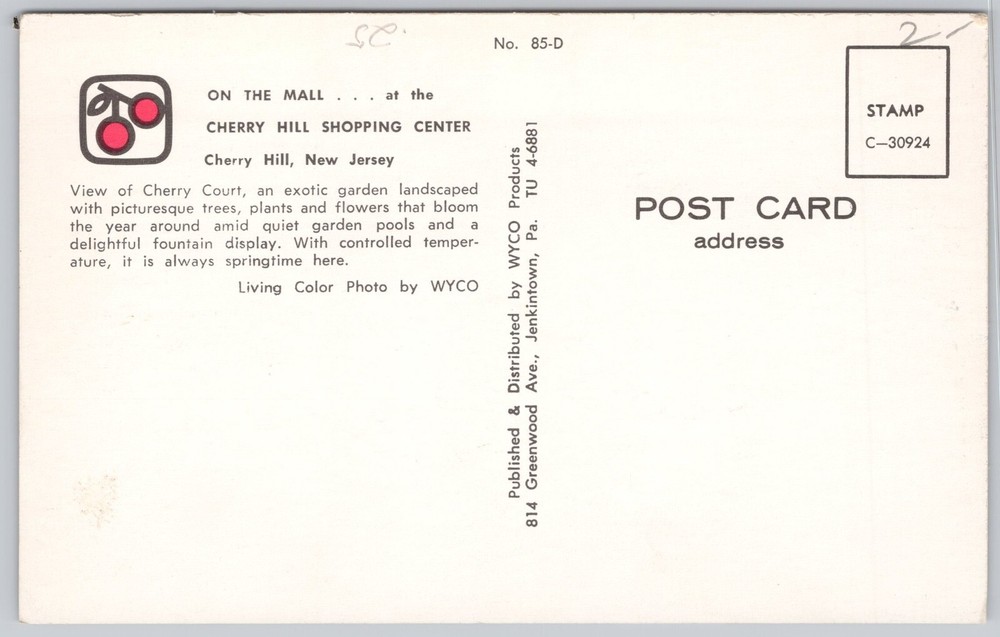 .25
No. 85-D
2-
ON THE MALL . . . at the
CHERRY HILL SHOPPING CENTER
Cherry Hill, New Jersey
View of Cherry Court, an exotic garden landscaped
with picturesque trees, plants and flowers that bloom
the year around amid quiet garden pools and a
delightful fountain display. With controlled temper-
ature, it is always springtime here.
Living Color Photo by WYCO
Published & Distributed by WYCO Products
814 Greenwood Ave., Jenkintown, Pa. TU 4-6881
STAMP
C—30924
POST CARD
address